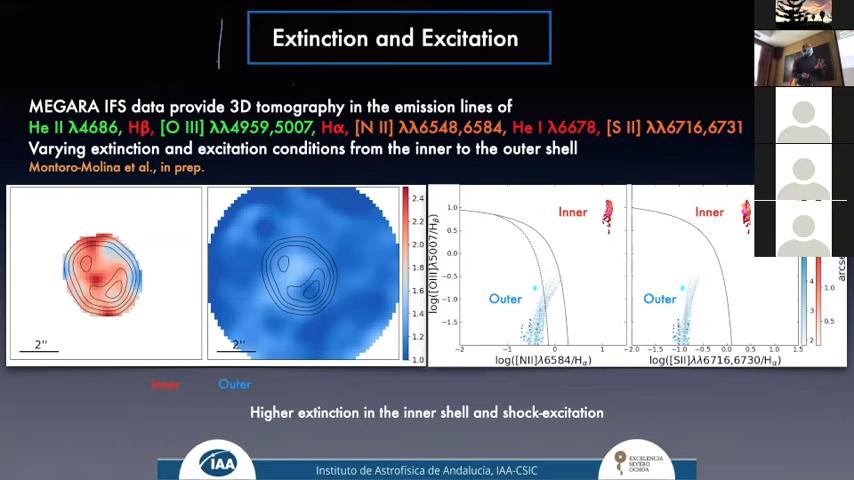 Extinction and Excitation
MEGARA IFS data provide 3D tomography in the emission lines of
He II λ4686, Hβ, [O III] λλ4959,5007, Hα, [N II] λλ6548,6584, He I λ6678, [S II] λλ6716,6731
Varying extinction and excitation conditions from the inner to the outer shell
Montoro-Molina et al., in prep.
2''
2''
2.4
2.2
2.0
1.8
1.6
1.4
1.2
1.0
log([OIII]λ5007/Hβ)
1.0
0.5
0.0
−0.5
−1.0
−1.5
Inner
Outer
−2
−1
0
1
log([NII]λ6584/Hα)
Inner
Outer
−2.0
−1.5
−1.0
−0.5
0.0
0.5
1.0
1.5
log([SII]λλ6716,6730/Hα)
4
3
2
1.0
0.5
arcse
Inner
Outer
Higher extinction in the inner shell and shock-excitation
IAA
Instituto de Astrofísica de Andalucía, IAA-CSIC
EXCELENCIA
SEVERO
OCHOA